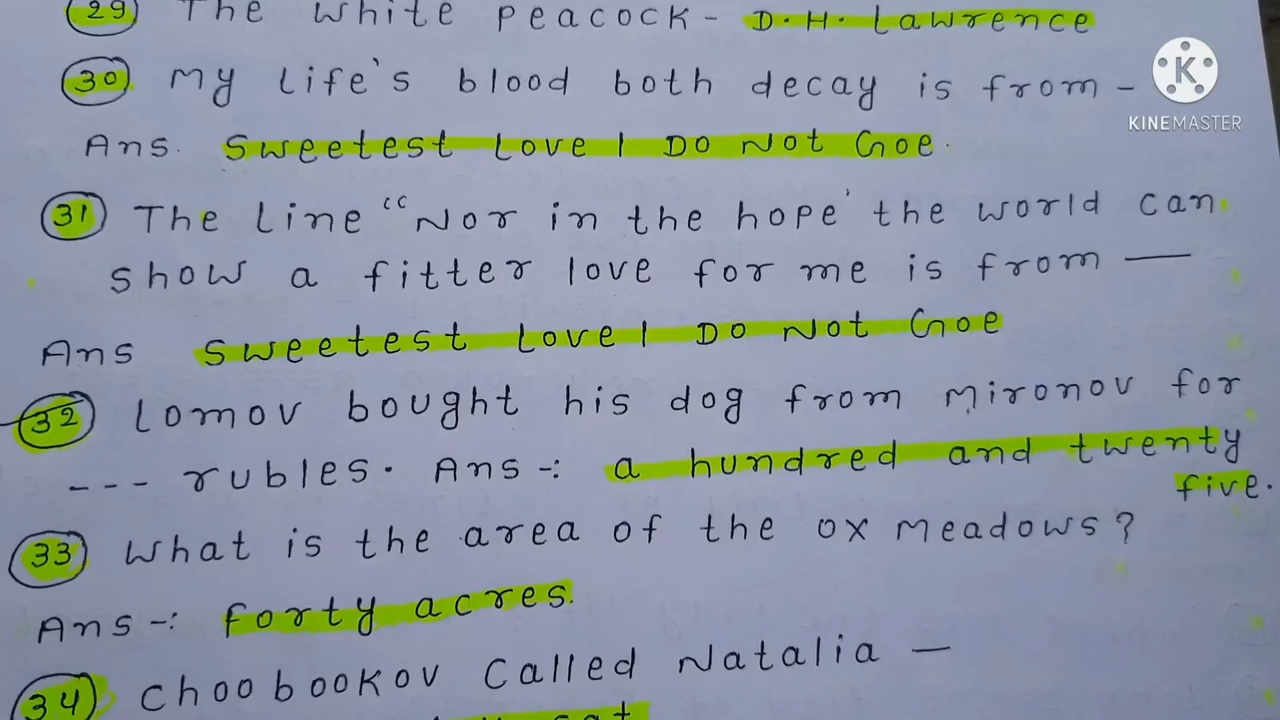 29 The White Peacock - D.H. Lawrence
30 My Life's blood both decay is from -
Ans. Sweetest Love I Do Not Goe.
31 The Line "Nor in the hope' the world can
show a fitter love for me is from —
Ans Sweetest Love I Do Not Goe
32 Lomov bought his dog from Mironov for
--- rubles. Ans -: a hundred and twenty
five.
33 What is the area of the ox Meadows?
Ans -: forty acres.
34 Choobookov Called Natalia —
K
KINEMASTER